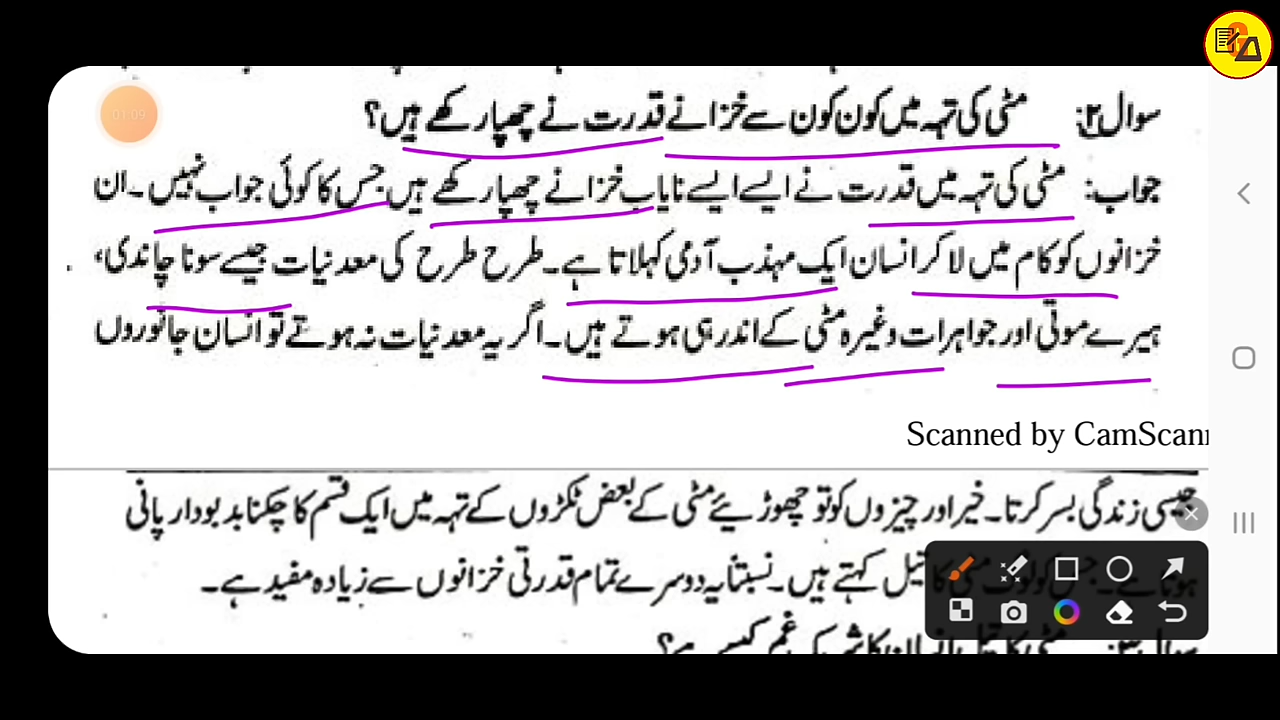 01:09
سوال۲: مٹی کی تہہ میں کون کون سے خزانے قدرت نے چھپا رکھے ہیں؟
جواب: مٹی کی تہہ میں قدرت نے ایسے ایسے نایاب خزانے چھپا رکھے ہیں جس کا کوئی جواب نہیں۔ ان
خزانوں کو کام میں لا کر انسان ایک مہذب آدمی کہلاتا ہے۔ طرح طرح کی معدنیات جیسے سونا چاندی،
ہیرے موتی اور جواہرات وغیرہ مٹی کے اندر ہی ہوتے ہیں۔ اگر یہ معدنیات نہ ہوتے تو انسان جانوروں
Scanned by CamScann
جیسی زندگی بسر کرتا۔ خیر اور چیزوں کو تو چھوڑیئے مٹی کے بعض ٹکڑوں کے تہہ میں ایک قسم کا چکنا بدبودار پانی
تیل کہتے ہیں۔ نسبتاً یہ دوسرے تمام قدرتی خزانوں سے زیادہ مفید ہے۔